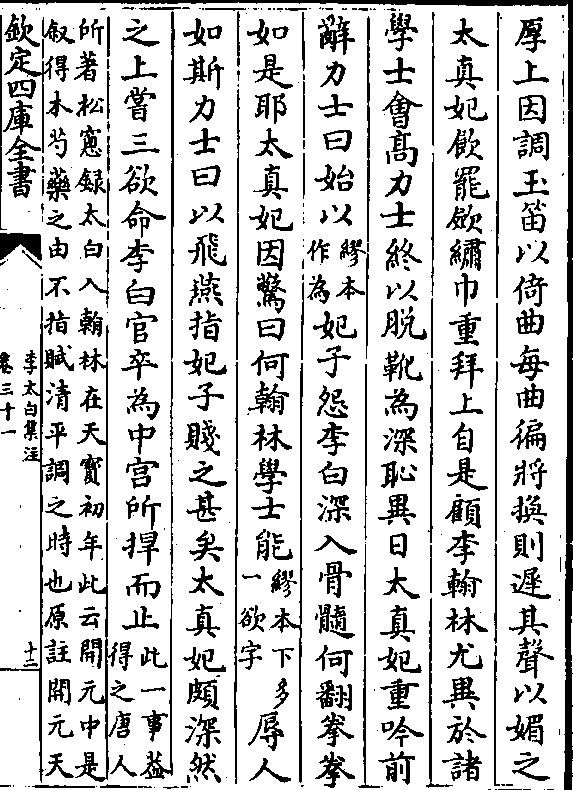 厚上因調玉笛以倚曲每曲徧將換則遲其聲以媚之
太真妃飲罷斂繡巾重拜上自是顧李翰林尤異於諸
學士會髙力士終以脱靴為深恥異日太真妃重吟前
辭力士曰始以繆本作為妃子怨李白深入骨髓何翻拳拳
如是耶太真妃因驚曰何翰林學士能繆本下多一欲字辱人
如斯力士曰以飛燕指妃子賤之甚矣太真妃頗深然
之上嘗三欲命李白官卒為中宫所捍而止此一事葢得之唐人
所著松窻録太白入翰林在天寳初年此云開元中是
叙得木芍藥之由不指賦清平調之時也原註開元天
欽定四庫全書
李太白集注
卷三十一
十二